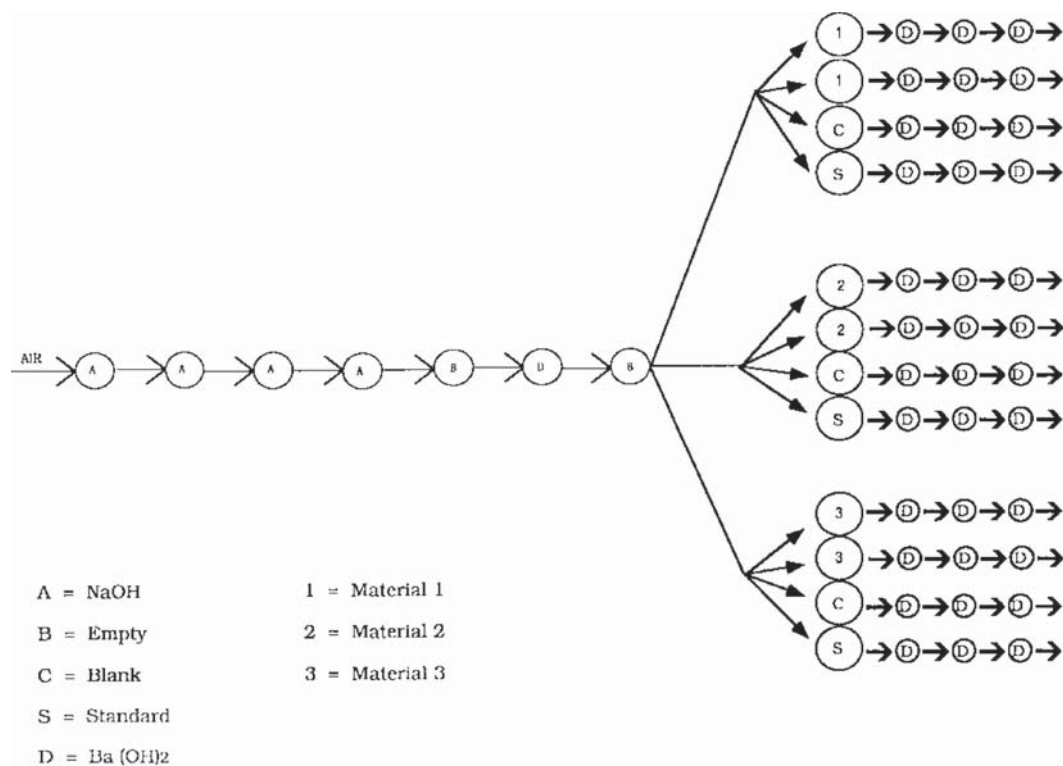 1 D D D
1 D D D
C D D D
S D D D
2 D D D
2 D D D
AIR A A A A B D B
C D D D
S D D D
3 D D D
3 D D D
C D D D
S D D D
A = NaOH 1 = Material 1
B = Empty 2 = Material 2
C = Blank 3 = Material 3
S = Standard
D = Ba (OH)2